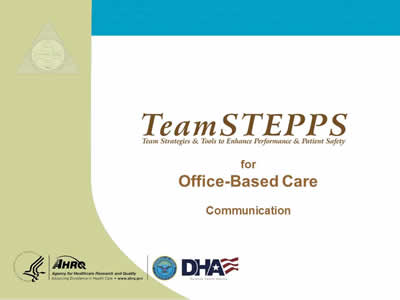 TeamSTEPPS
Team Strategies & Tools to Enhance Performance & Patient Safety
for
Office-Based Care
Communication
AHRQ
Agency for Healthcare Research and Quality
Advancing Excellence in Health Care • www.ahrq.gov
DHA